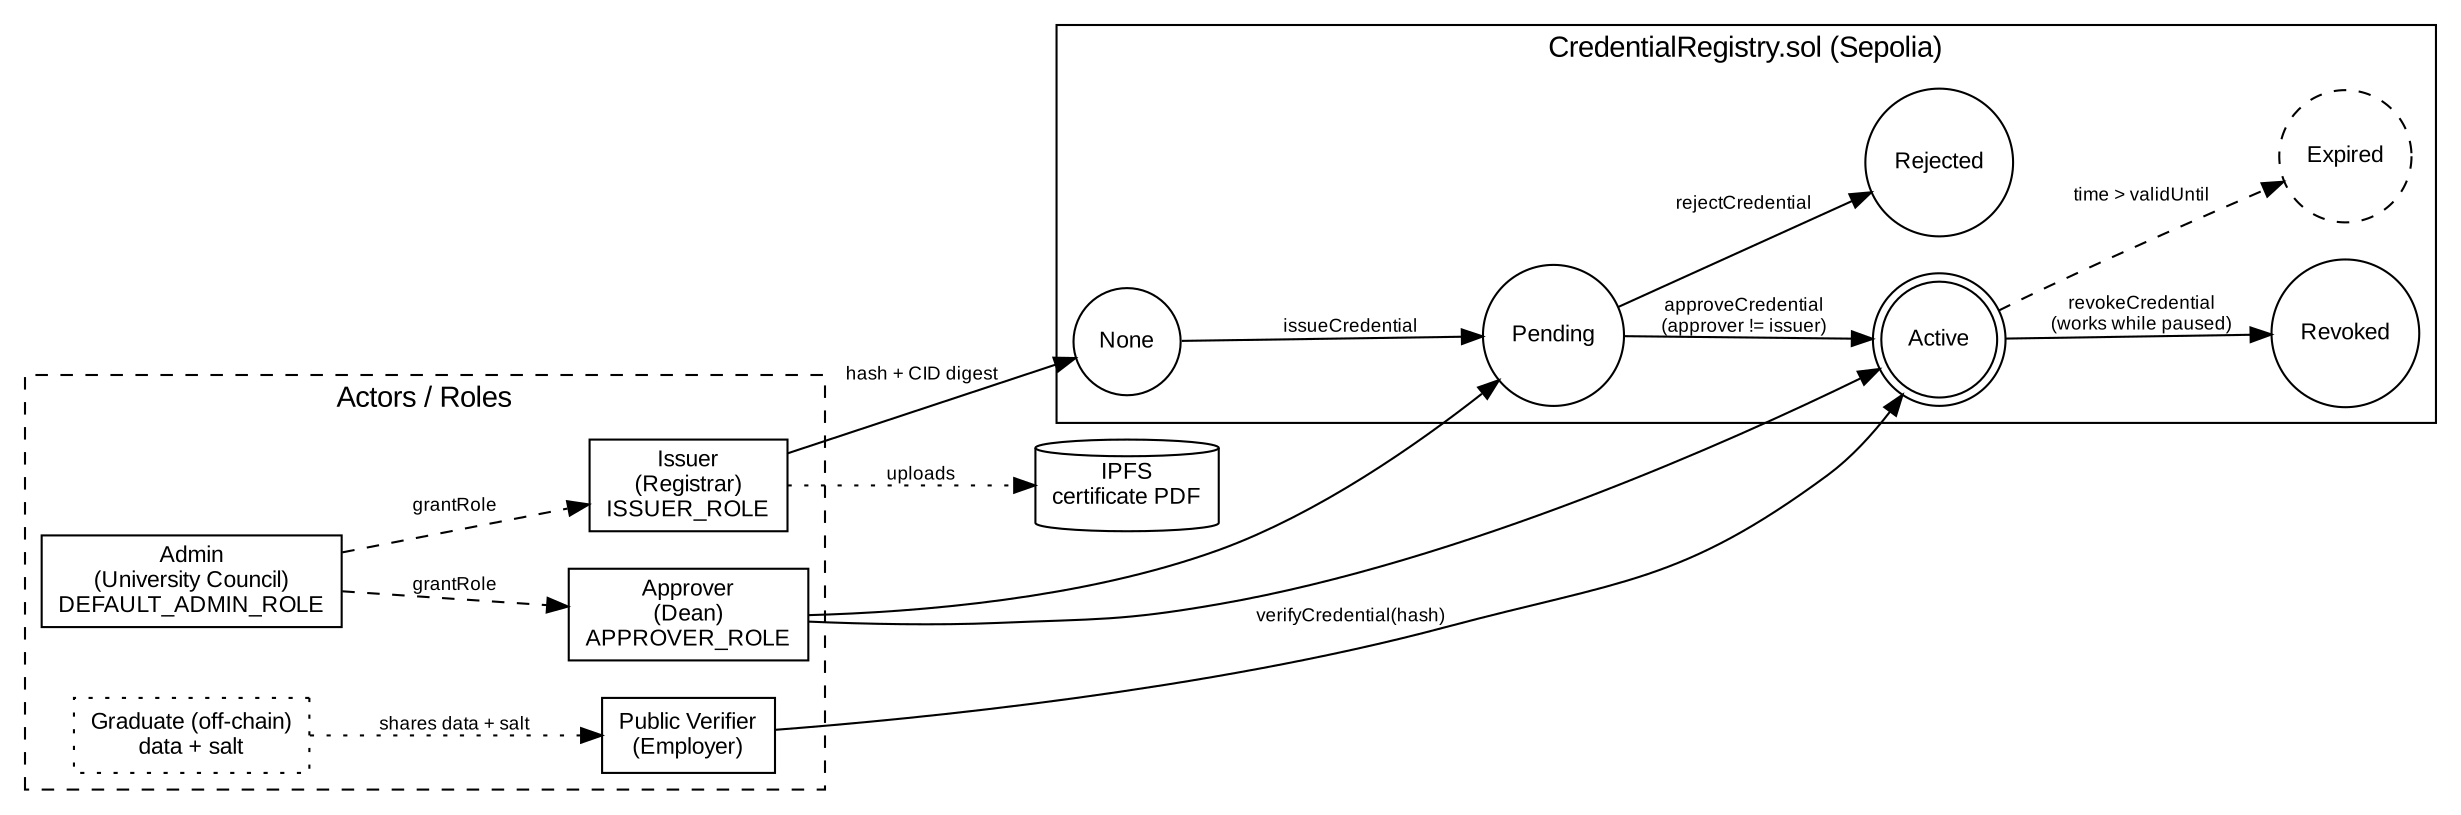 CredentialRegistry.sol (Sepolia)
Rejected
Expired
rejectCredential
time > validUntil
None
issueCredential
Pending
approveCredential
(approver != issuer)
Active
revokeCredential
(works while paused)
Revoked
hash + CID digest
Actors / Roles
Issuer
(Registrar)
ISSUER_ROLE
uploads
IPFS
certificate PDF
grantRole
Admin
(University Council)
DEFAULT_ADMIN_ROLE
grantRole
Approver
(Dean)
APPROVER_ROLE
verifyCredential(hash)
Graduate (off-chain)
data + salt
shares data + salt
Public Verifier
(Employer)